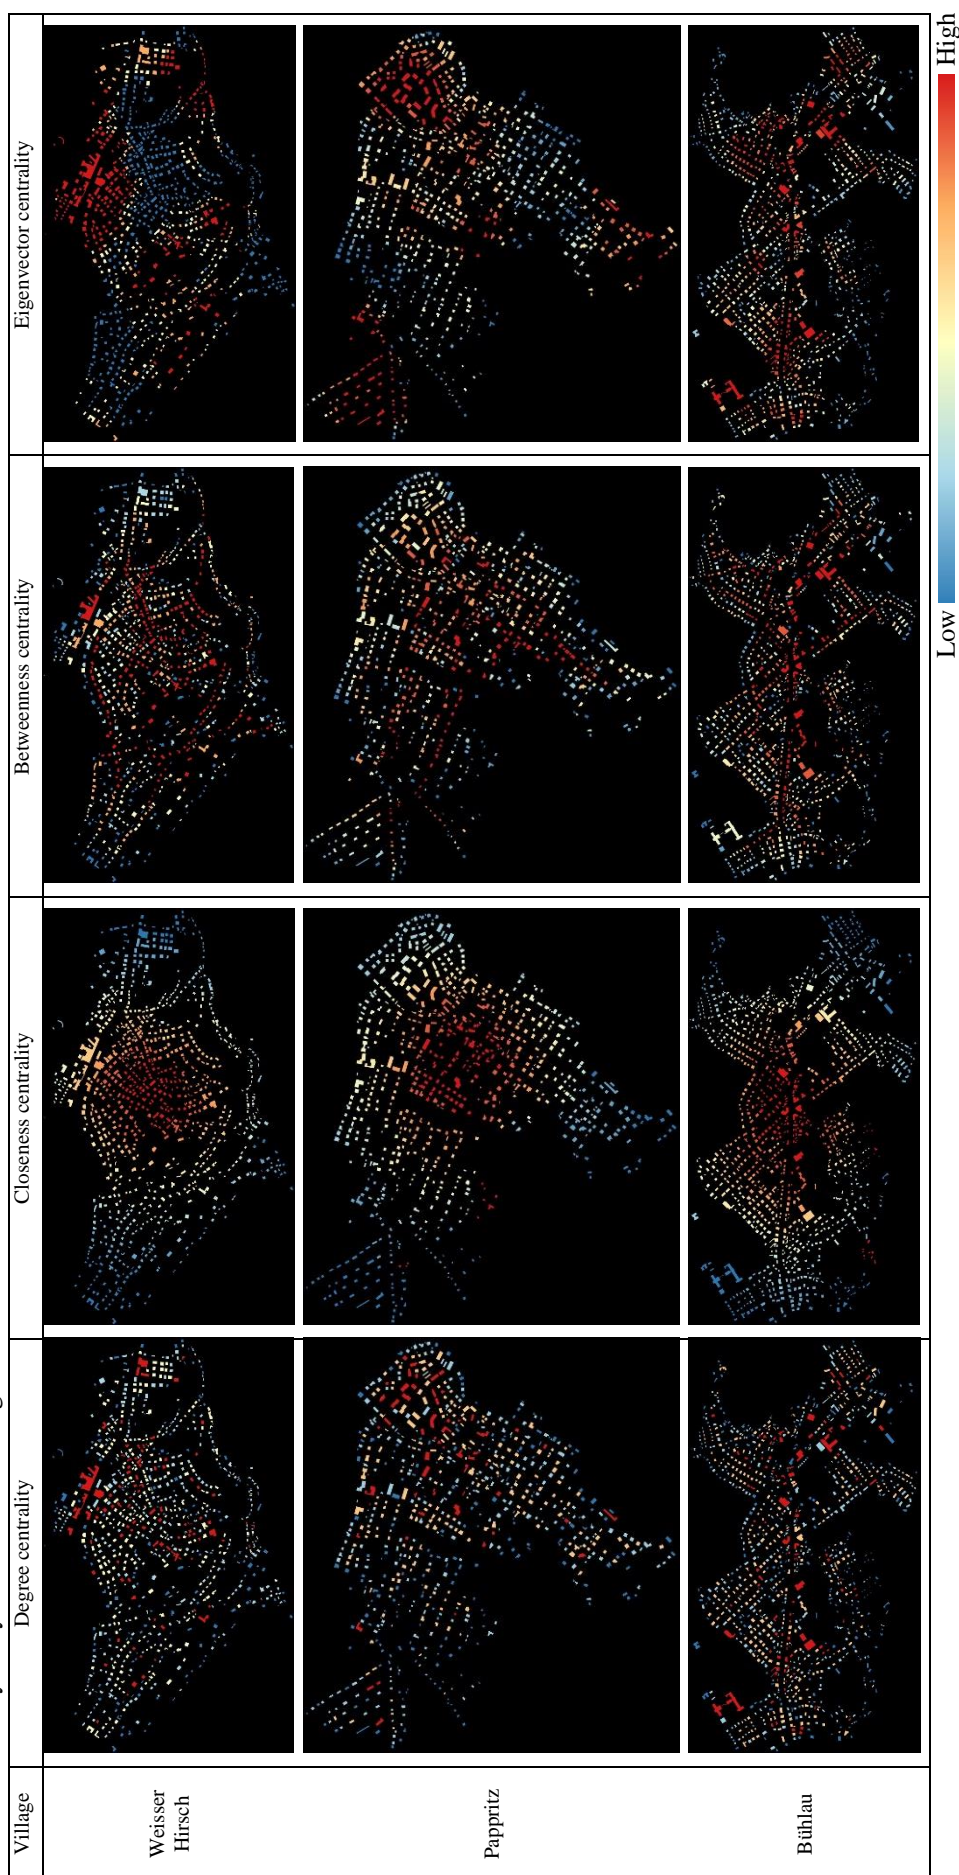 Village
Degree centrality
Closeness centrality
Betweenness centrality
Eigenvector centrality
Weisser
Hirsch
Pappritz
Bühlau
Low
High